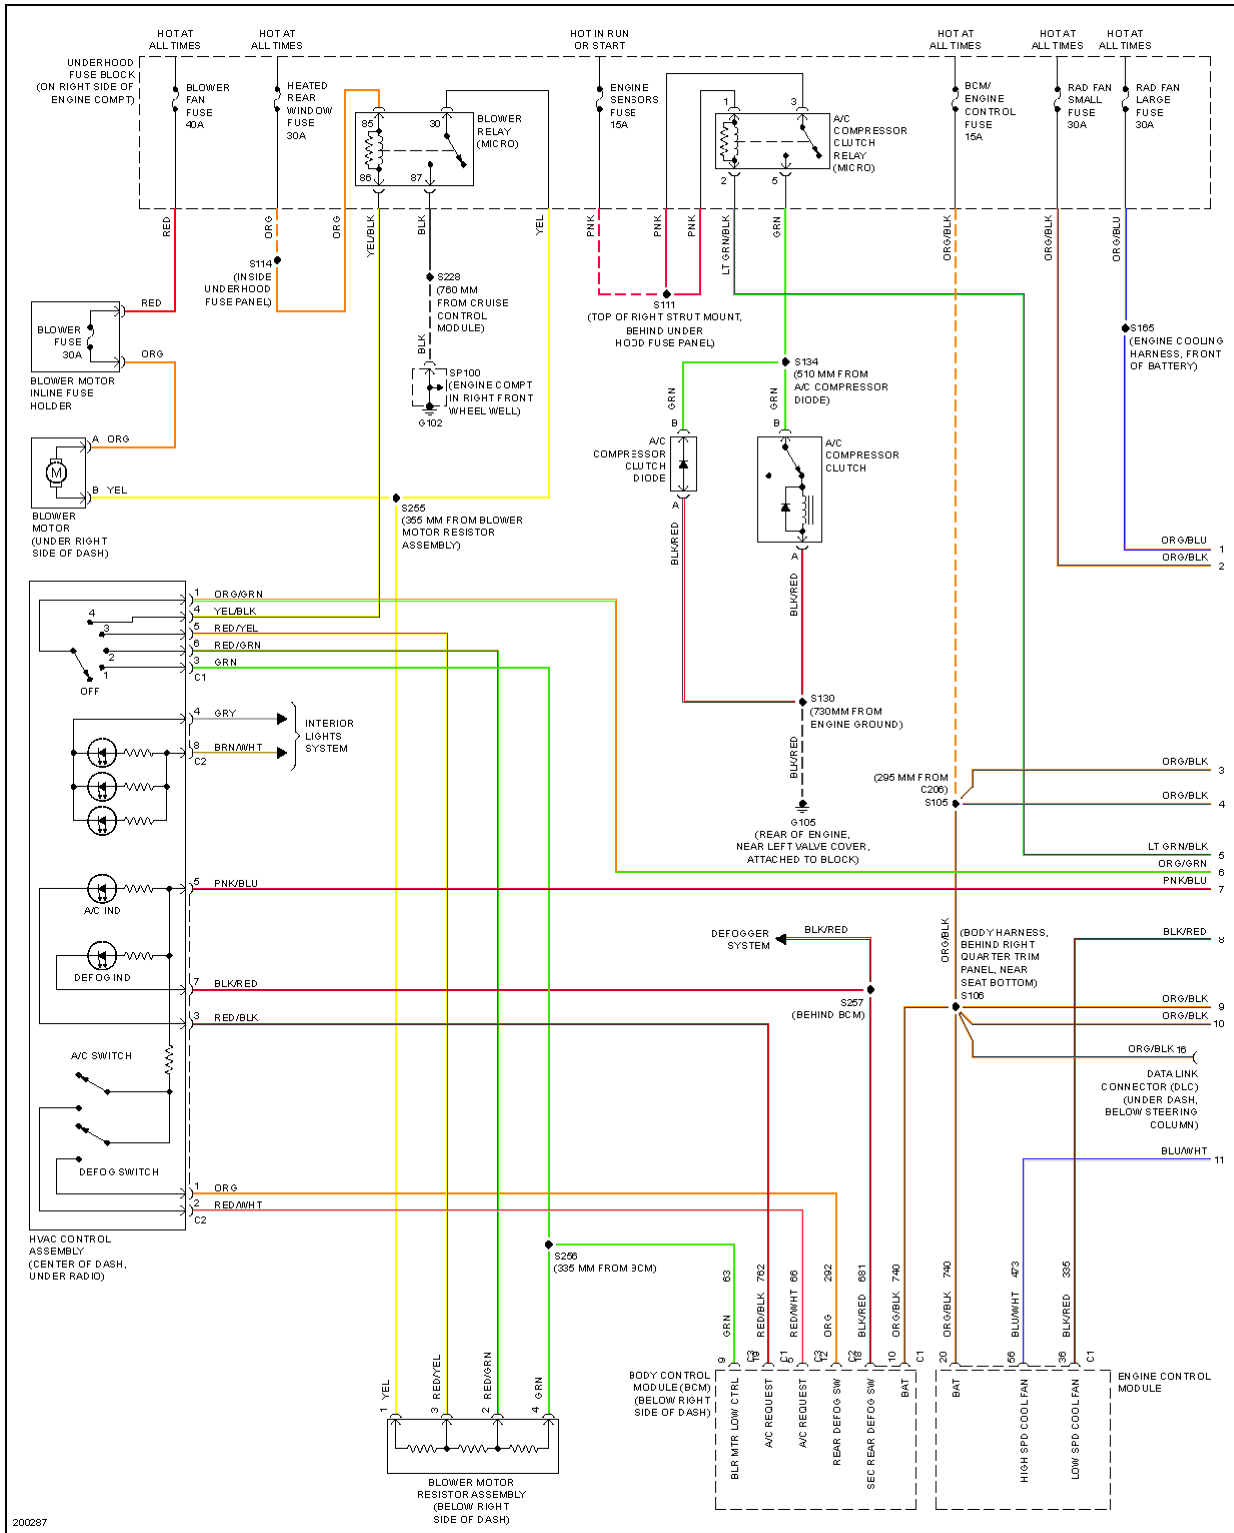 HOT AT
ALL TIMES
HOT AT
ALL TIMES
HOT IN RUN
OR START
HOT AT
ALL TIMES
HOT AT
ALL TIMES
HOT AT
ALL TIMES
UNDERHOOD
FUSE BLOCK
(ON RIGHT SIDE OF
ENGINE COMPT)
BLOWER
FAN
FUSE
40A
HEATED
REAR
WINDOW
FUSE
30A
85
30
86
87
BLOWER
RELAY
(MICRO)
ENGINE
SENSORS
FUSE
15A
1
3
2
5
A/C
COMPRESSOR
CLUTCH
RELAY
(MICRO)
BCM/
ENGINE
CONTROL
FUSE
15A
RAD FAN
SMALL
FUSE
30A
RAD FAN
LARGE
FUSE
30A
RED
ORG
ORG
YEL/BLK
BLK
YEL
PNK
PNK
PNK
LT GRN/BLK
GRN
ORG/BLK
ORG/BLK
ORG/BLU
S114
(INSIDE
UNDERHOOD
FUSE PANEL)
S228
(760 MM
FROM CRUISE
CONTROL
MODULE)
BLK
SP100
(ENGINE COMPT
IN RIGHT FRONT
WHEEL WELL)
G102
S111
(TOP OF RIGHT STRUT MOUNT,
BEHIND UNDER
HOOD FUSE PANEL)
S165
(ENGINE COOLING
HARNESS, FRONT
OF BATTERY)
RED
BLOWER
FUSE
30A
ORG
BLOWER MOTOR
INLINE FUSE
HOLDER
S134
(510 MM FROM
A/C COMPRESSOR
DIODE)
GRN
GRN
B
B
A/C
COMPRESSOR
CLUTCH
DIODE
A/C
COMPRESSOR
CLUTCH
A
A
BLK/RED
BLK/RED
A ORG
M
B YEL
BLOWER
MOTOR
(UNDER RIGHT
SIDE OF DASH)
S255
(355 MM FROM BLOWER
MOTOR RESISTOR
ASSEMBLY)
ORG/BLU 1
ORG/BLK 2
1 ORG/GRN
4 YEL/BLK
5 RED/YEL
6 RED/GRN
3 GRN
C1
4
3
2
1
OFF
4 GRY
8 BRN/WHT
C2
INTERIOR
LIGHTS
SYSTEM
S130
(730MM FROM
ENGINE GROUND)
BLK/RED
G105
(REAR OF ENGINE,
NEAR LEFT VALVE COVER,
ATTACHED TO BLOCK)
(295 MM FROM
C206)
S105
ORG/BLK 3
ORG/BLK 4
LT GRN/BLK 5
ORG/GRN 6
PNK/BLU 7
5 PNK/BLU
A/C IND
DEFOG IND
7 BLK/RED
3 RED/BLK
DEFOGGER
SYSTEM
BLK/RED
S257
(BEHIND BCM)
ORG/BLK
(BODY HARNESS,
BEHIND RIGHT
QUARTER TRIM
PANEL, NEAR
SEAT BOTTOM)
S106
BLK/RED 8
ORG/BLK 9
ORG/BLK 10
ORG/BLK 16
DATA LINK
CONNECTOR (DLC)
(UNDER DASH,
BELOW STEERING
COLUMN)
BLU/WHT 11
A/C SWITCH
DEFOG SWITCH
1 ORG
2 RED/WHT
C2
HVAC CONTROL
ASSEMBLY
(CENTER OF DASH,
UNDER RADIO)
S256
(335 MM FROM BCM)
63
762
66
292
681
740
740
473
335
GRN
RED/BLK
RED/WHT
ORG
BLK/RED
ORG/BLK
ORG/BLK
BLU/WHT
BLK/RED
9
C3
19
C1
5
C3
12
C2
18
10
C1
20
56
36
C1
BODY CONTROL
MODULE (BCM)
(BELOW RIGHT
SIDE OF DASH)
BLR MTR LOW CTRL
A/C REQUEST
A/C REQUEST
REAR DEFOG SW
SEC REAR DEFOG SW
BAT
BAT
HIGH SPD COOL FAN
LOW SPD COOL FAN
ENGINE CONTROL
MODULE
1 YEL
3 RED/YEL
2 RED/GRN
4 GRN
BLOWER MOTOR
RESISTOR ASSEMBLY
(BELOW RIGHT
SIDE OF DASH)
200287